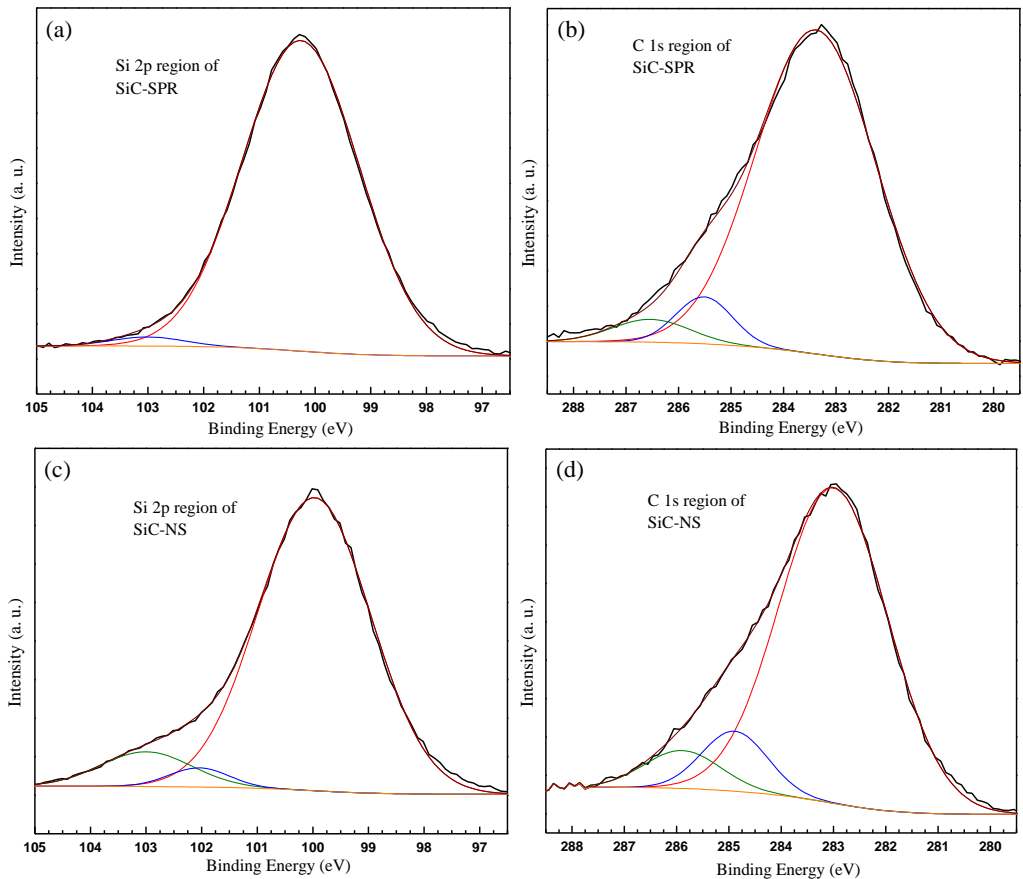 (a)
Si 2p region of
SiC-SPR
Intensity (a. u.)
105 104 103 102 101 100 99 98 97
Binding Energy (eV)
(b)
C 1s region of
SiC-SPR
Intensity (a. u.)
288 287 286 285 284 283 282 281 280
Binding Energy (eV)
(c)
Si 2p region of
SiC-NS
Intensity (a. u.)
105 104 103 102 101 100 99 98 97
Binding Energy (eV)
(d)
C 1s region of
SiC-NS
Intensity (a. u.)
288 287 286 285 284 283 282 281 280
Binding Energy (eV)